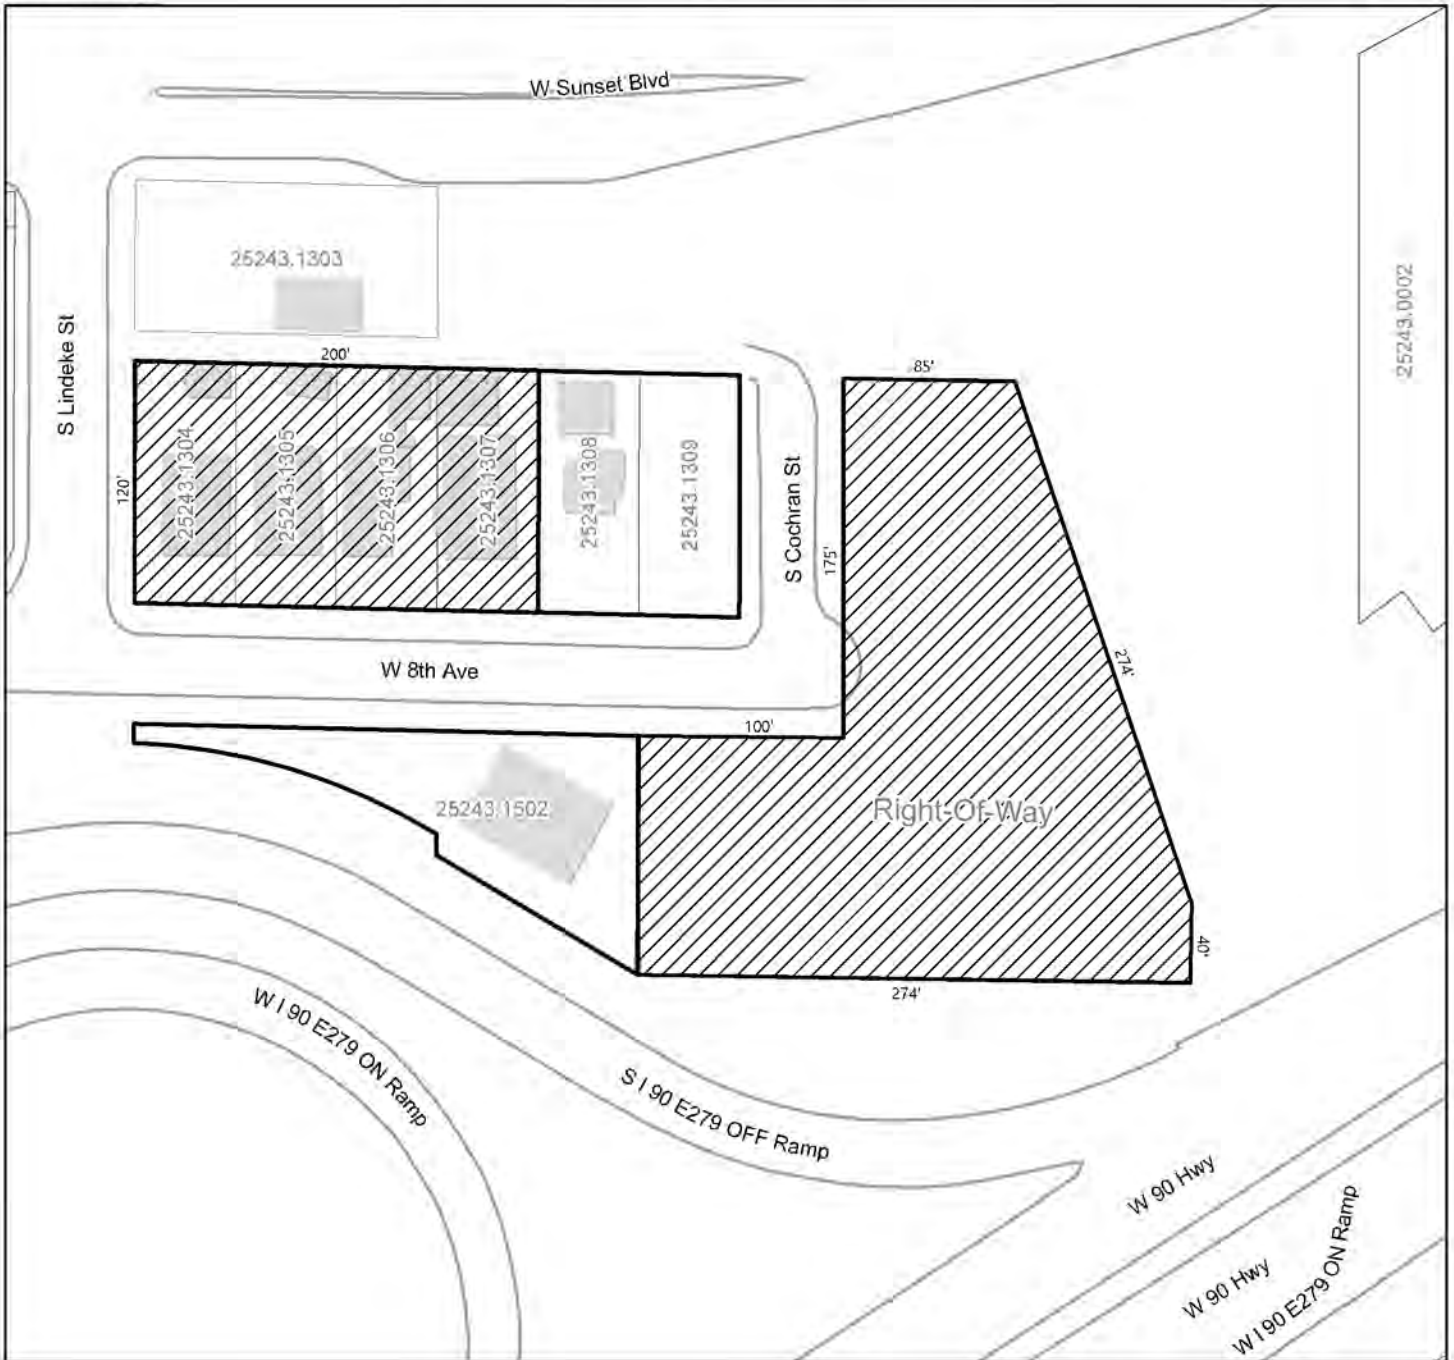 W Sunset Blvd
25243.1303
25243.0002
S Lindeke St
200'
85'
120'
25243.1304
25243.1305
25243.1306
25243.1307
25243.1308
25243.1309
S Cochran St
175'
274'
W 8th Ave
100'
25243.1502
Right-Of-Way
40'
274'
W I 90 E279 ON Ramp
S I 90 E279 OFF Ramp
W 90 Hwy
W 90 Hwy
W I 90 E279 ON Ramp